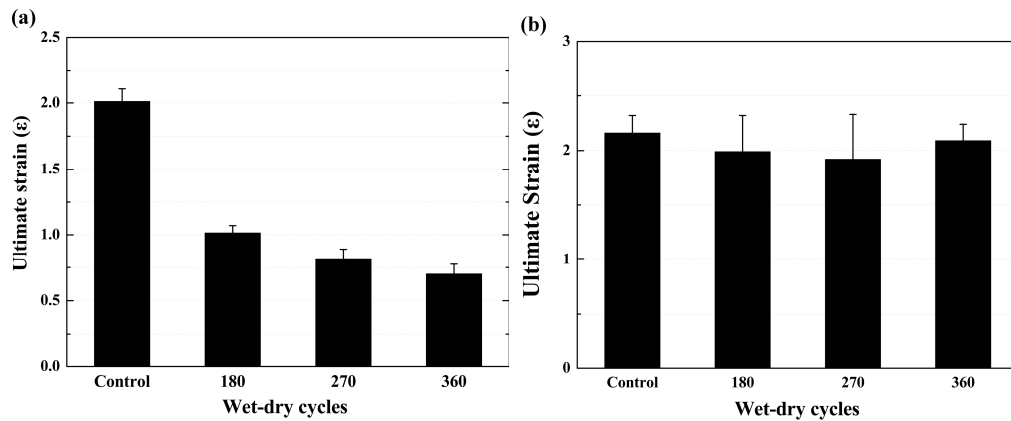 (a)
Ultimate strain (ε)
2.5
2.0
1.5
1.0
0.5
0.0
Control 180 270 360
Wet-dry cycles
(b)
Ultimate Strain (ε)
3
2
1
0
Control 180 270 360
Wet-dry cycles